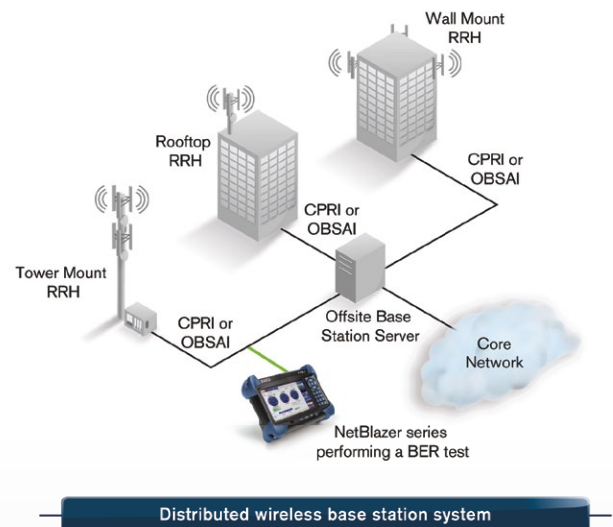 Wall Mount
RRH
Rooftop
RRH
CPRI or
OBSAI
CPRI or
OBSAI
Tower Mount
RRH
CPRI or
OBSAI
Offsite Base
Station Server
Core
Network
NetBlazer series
performing a BER test
Distributed wireless base station system